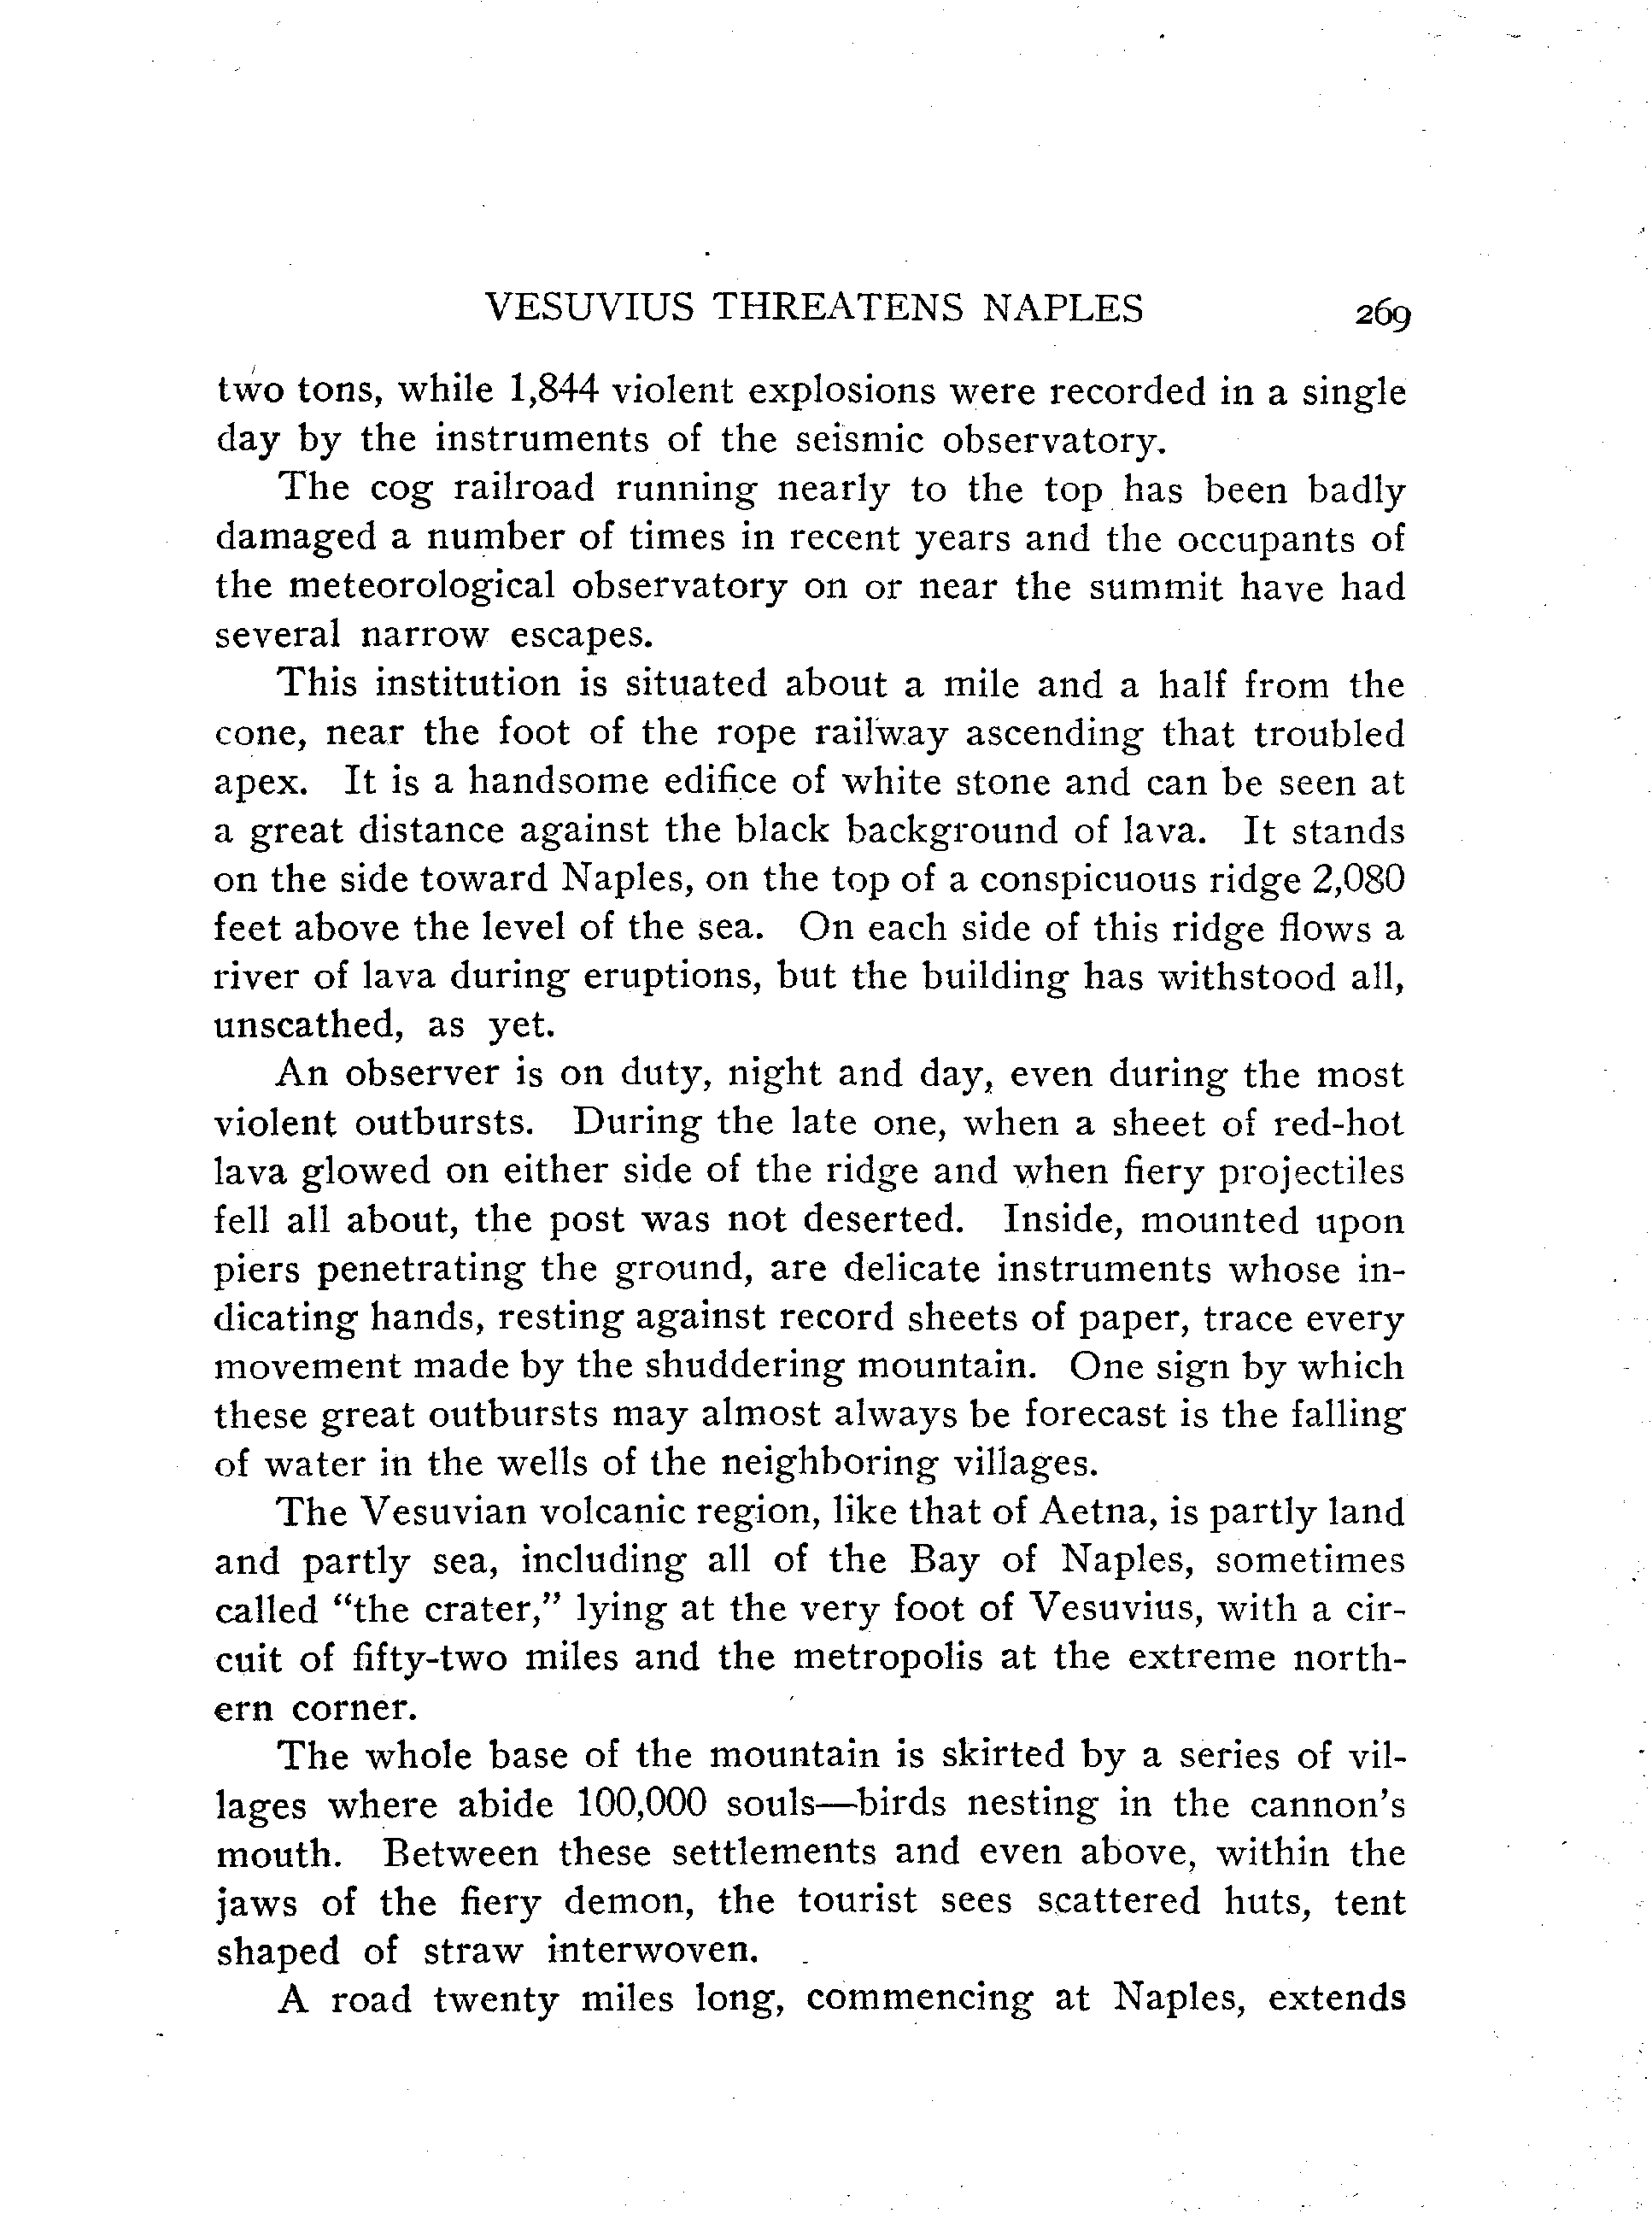 VESUVIUS THREATENS NAPLES 269
two tons, while 1,844 violent explosions were recorded in a single
day by the instruments of the seismic observatory.
The cog railroad running nearly to the top has been badly
damaged a number of times in recent years and the occupants of
the meteorological observatory on or near the summit have had
several narrow escapes.
This institution is situated about a mile and a half from the
cone, near the foot of the rope railway ascending that troubled
apex. It is a handsome edifice of white stone and can be seen at
a great distance against the black background of lava. It stands
on the side toward Naples, on the top of a conspicuous ridge 2,080
feet above the level of the sea. On each side of this ridge flows a
river of lava during eruptions, but the building has withstood all,
unscathed, as yet.
An observer is on duty, night and day, even during the most
violent outbursts. During the late one, when a sheet of red-hot
lava glowed on either side of the ridge and when fiery projectiles
fell all about, the post was not deserted. Inside, mounted upon
piers penetrating the ground, are delicate instruments whose in-
dicating hands, resting against record sheets of paper, trace every
movement made by the shuddering mountain. One sign by which
these great outbursts may almost always be forecast is the falling
of water in the wells of the neighboring villages.
The Vesuvian volcanic region, like that of Aetna, is partly land
and partly sea, including all of the Bay of Naples, sometimes
called “the crater,” lying at the very foot of Vesuvius, with a cir-
cuit of fifty-two miles and the metropolis at the extreme north-
ern corner.
The whole base of the mountain is skirted by a series of vil-
lages where abide 100,000 souls—birds nesting in the cannon's
mouth. Between these settlements and even above, within the
jaws of the fiery demon, the tourist sees scattered huts, tent
shaped of straw interwoven.
A road twenty miles long, commencing at Naples, extends